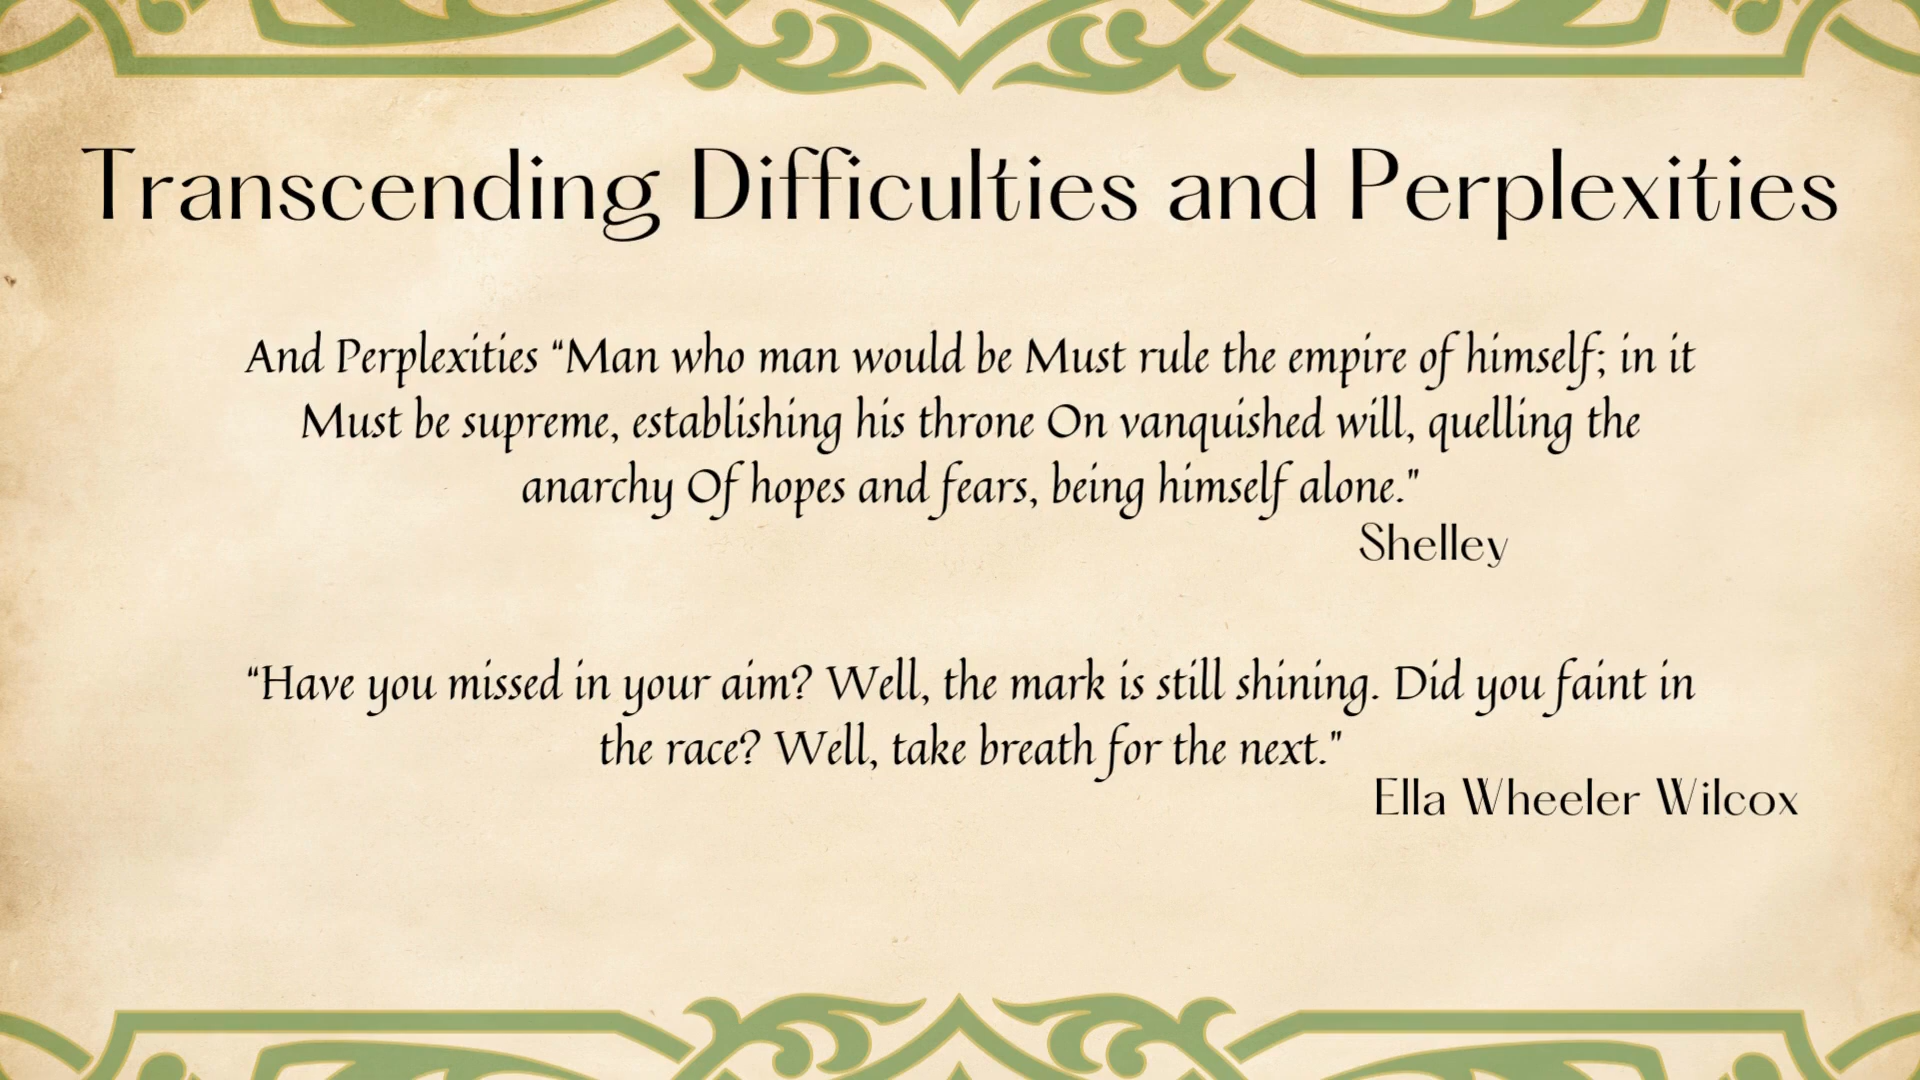 Transcending Difficulties and Perplexities
And Perplexities “Man who man would be Must rule the empire of himself; in it
Must be supreme, establishing his throne On vanquished will, quelling the
anarchy Of hopes and fears, being himself alone.”
Shelley
“Have you missed in your aim? Well, the mark is still shining. Did you faint in
the race? Well, take breath for the next.”
Ella Wheeler Wilcox